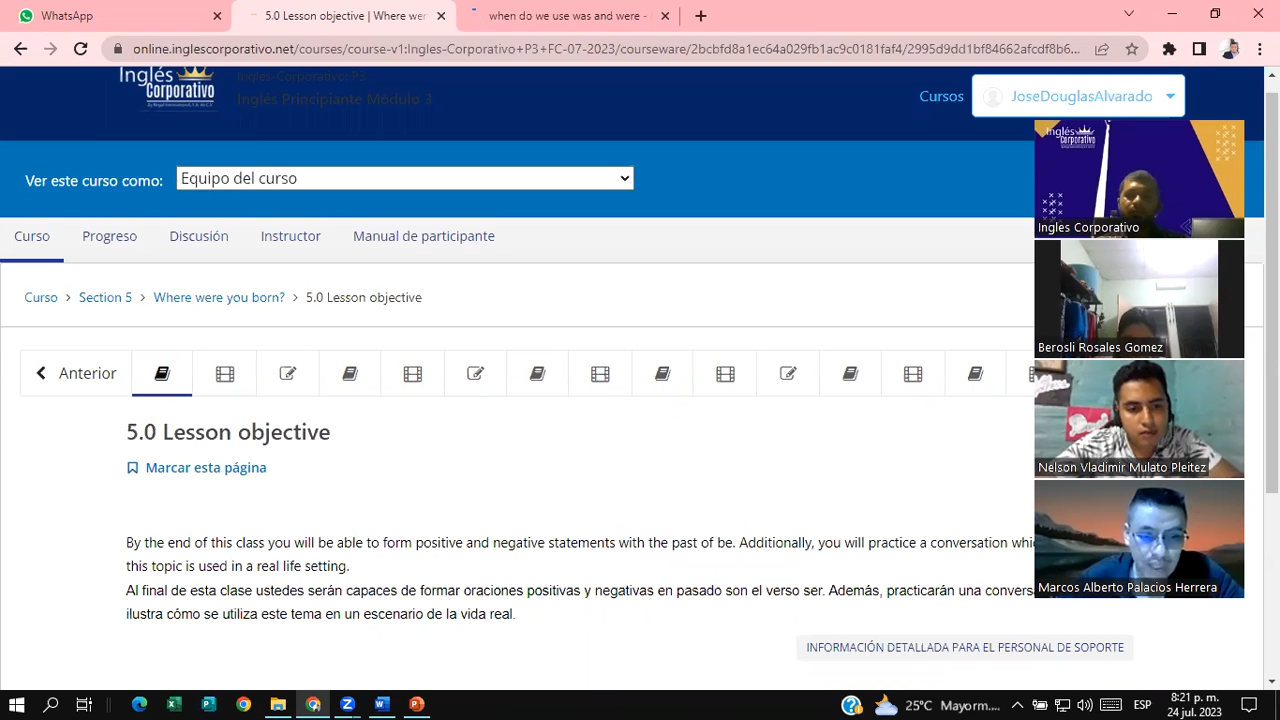 WhatsApp
5.0 Lesson objective | Where wer
when do we use was and were -
online.inglescorporativo.net/courses/course-v1:Ingles-Corporativo+P3+FC-07-2023/courseware/2bcbfd8a1ec64a029fb1ac9c0181faf4/2995d9dd1bf84662afcdf8b6...
Inglés
Corporativo
Ingles-Corporativo: P3
Inglés Principiante Módulo 3
Cursos
JoseDouglasAlvarado
Ver este curso como:
Equipo del curso
Inglés
Corporativo
Ingles Corporativo
Curso
Progreso
Discusión
Instructor
Manual de participante
Curso > Section 5 > Where were you born? > 5.0 Lesson objective
Berosli Rosales Gomez
Anterior
5.0 Lesson objective
Marcar esta página
Nelson Vladimir Mulato Pleitez
By the end of this class you will be able to form positive and negative statements with the past of be. Additionally, you will practice a conversation whic
this topic is used in a real life setting.
Al final de esta clase ustedes serán capaces de formar oraciones positivas y negativas en pasado son el verso ser. Además, practicarán una convers
ilustra cómo se utiliza este tema en un escenario de la vida real.
Marcos Alberto Palacios Herrera
INFORMACIÓN DETALLADA PARA EL PERSONAL DE SOPORTE
25°C Mayorm....
ESP
8:21 p. m.
24 jul. 2023